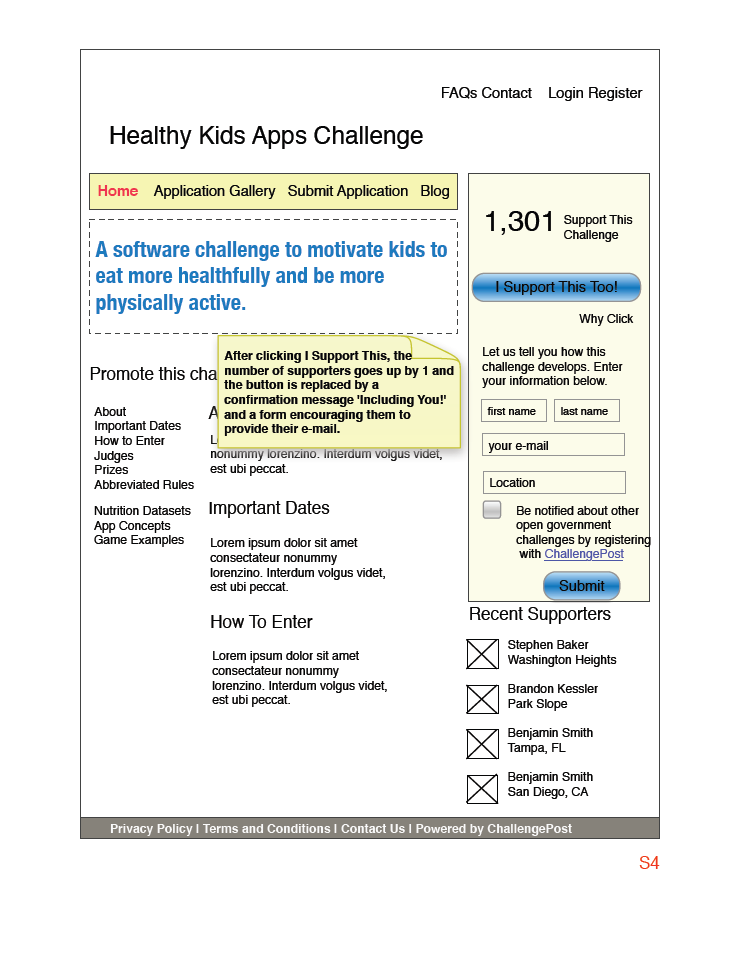 FAQs Contact Login Register
Healthy Kids Apps Challenge
Home Application Gallery Submit Application Blog
A software challenge to motivate kids to
eat more healthfully and be more
physically active.
1,301 Support This
Challenge
I Support This Too!
Why Click
Let us tell you how this
challenge develops. Enter
your information below.
first name last name
your e-mail
Location
Be notified about other
open government
challenges by registering
with ChallengePost
Submit
After clicking I Support This, the
number of supporters goes up by 1 and
the button is replaced by a
confirmation message 'Including You!'
and a form encouraging them to
provide their e-mail.
Promote this cha
About
Important Dates
How to Enter
Judges
Prizes
Abbreviated Rules
Nutrition Datasets
App Concepts
Game Examples
A
L
nonummy lorenzino. Interdum volgus videt,
est ubi peccat.
Important Dates
Lorem ipsum dolor sit amet
consectateur nonummy
lorenzino. Interdum volgus videt,
est ubi peccat.
How To Enter
Lorem ipsum dolor sit amet
consectateur nonummy
lorenzino. Interdum volgus videt,
est ubi peccat.
Recent Supporters
Stephen Baker
Washington Heights
Brandon Kessler
Park Slope
Benjamin Smith
Tampa, FL
Benjamin Smith
San Diego, CA
Privacy Policy | Terms and Conditions | Contact Us | Powered by ChallengePost
S4